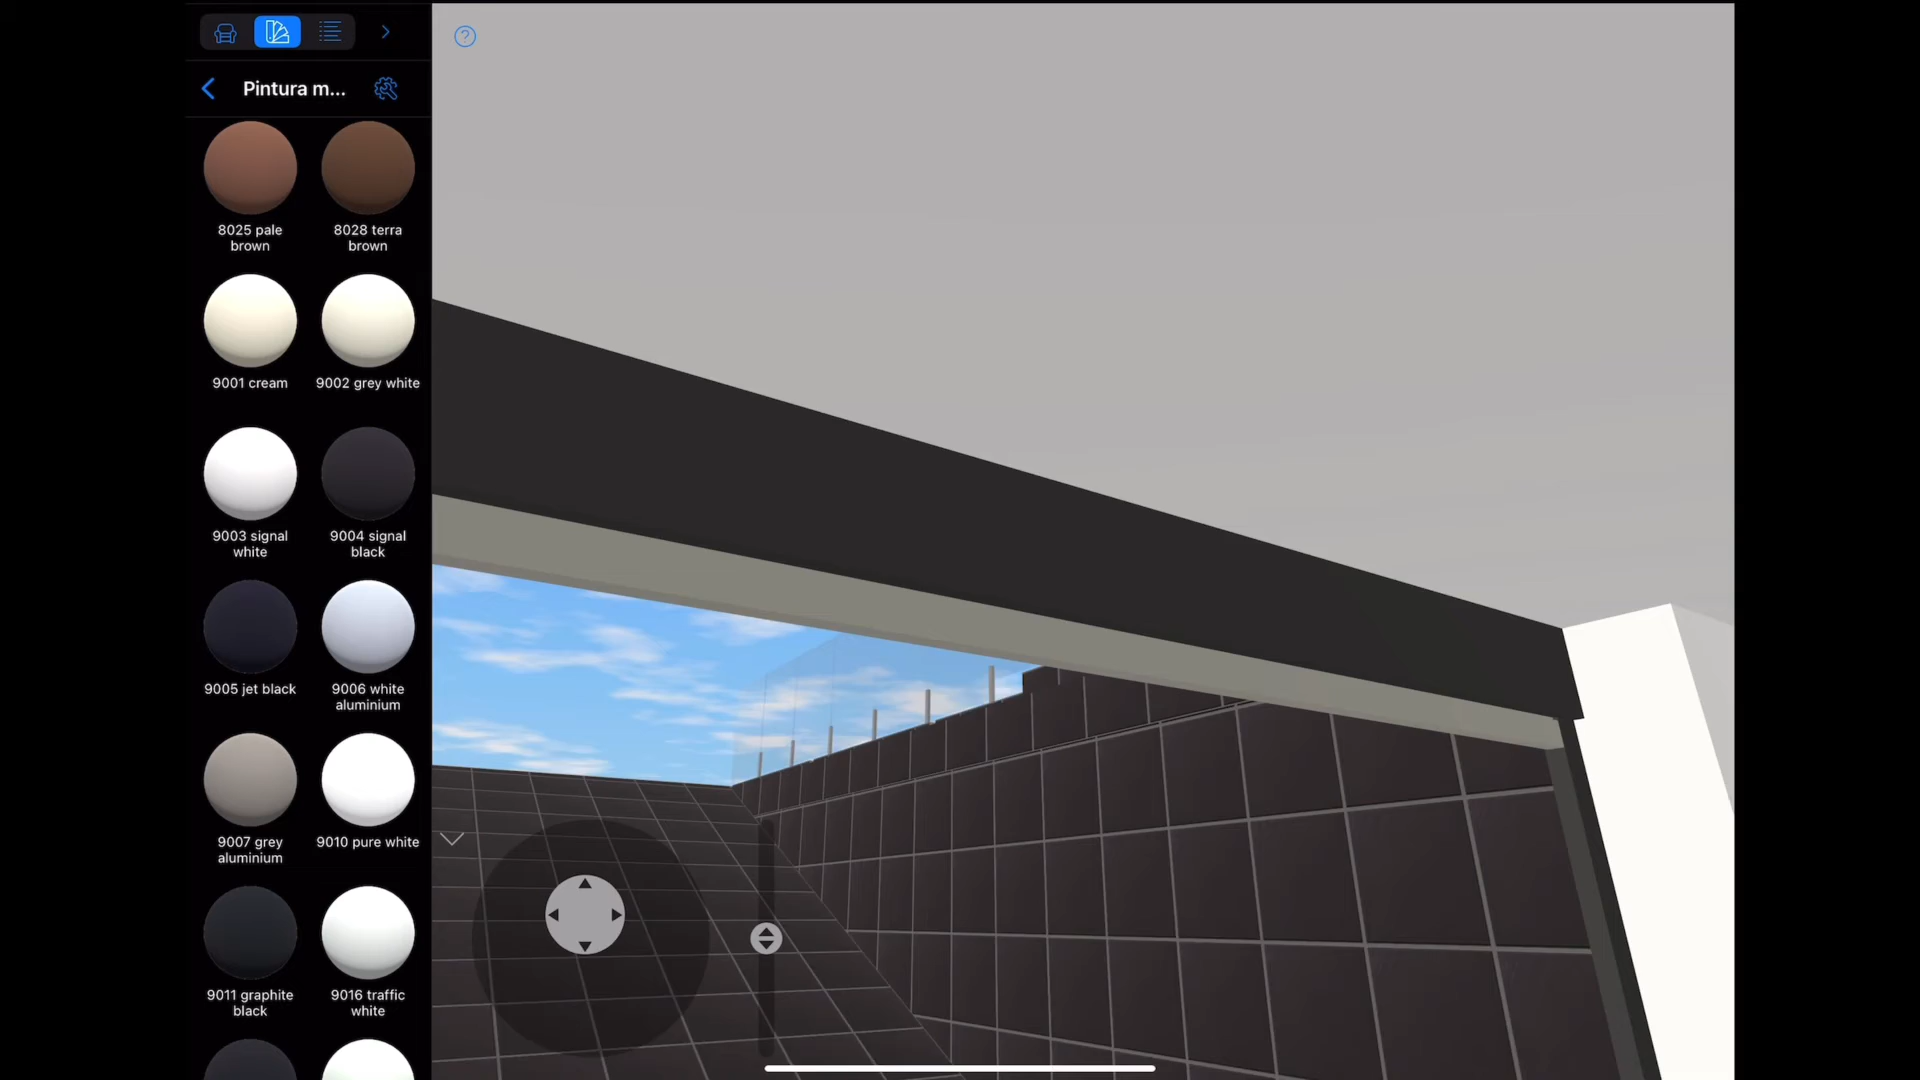 ?
Pintura m...
8025 pale
brown
8028 terra
brown
9001 cream
9002 grey white
9003 signal
white
9004 signal
black
9005 jet black
9006 white
aluminium
9007 grey
aluminium
9010 pure white
9011 graphite
black
9016 traffic
white